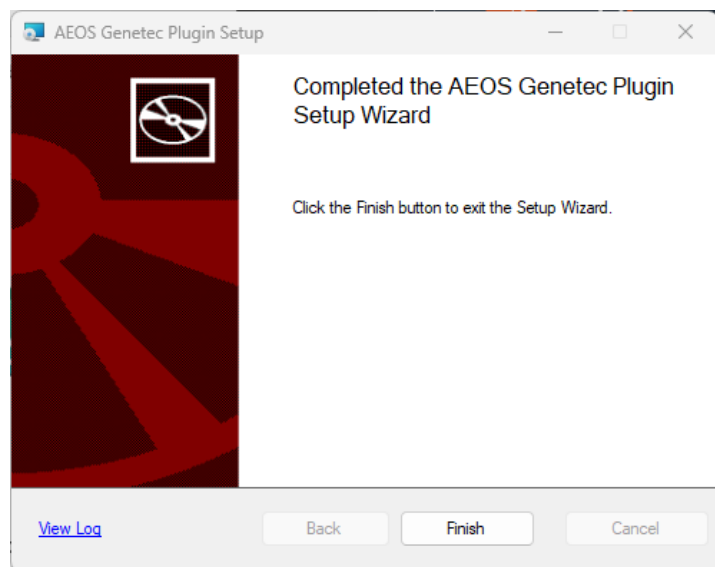 AEOS Genetec Plugin Setup
Completed the AEOS Genetec Plugin
Setup Wizard
Click the Finish button to exit the Setup Wizard.
View Log
Back
Finish
Cancel